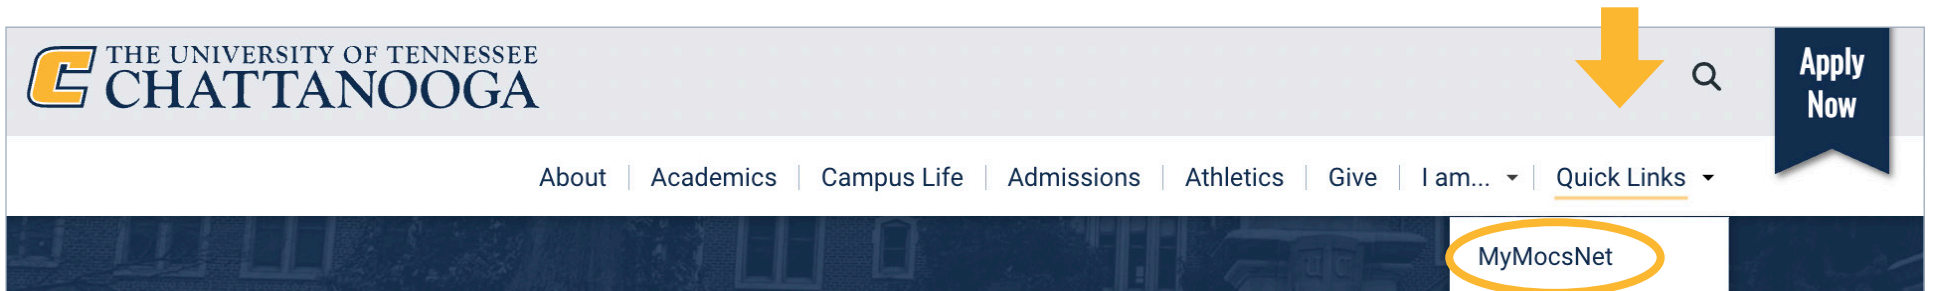 THE UNIVERSITY OF TENNESSEE
CHATTANOOGA
Apply
Now
About Academics Campus Life Admissions Athletics Give I am... Quick Links
MyMocsNet